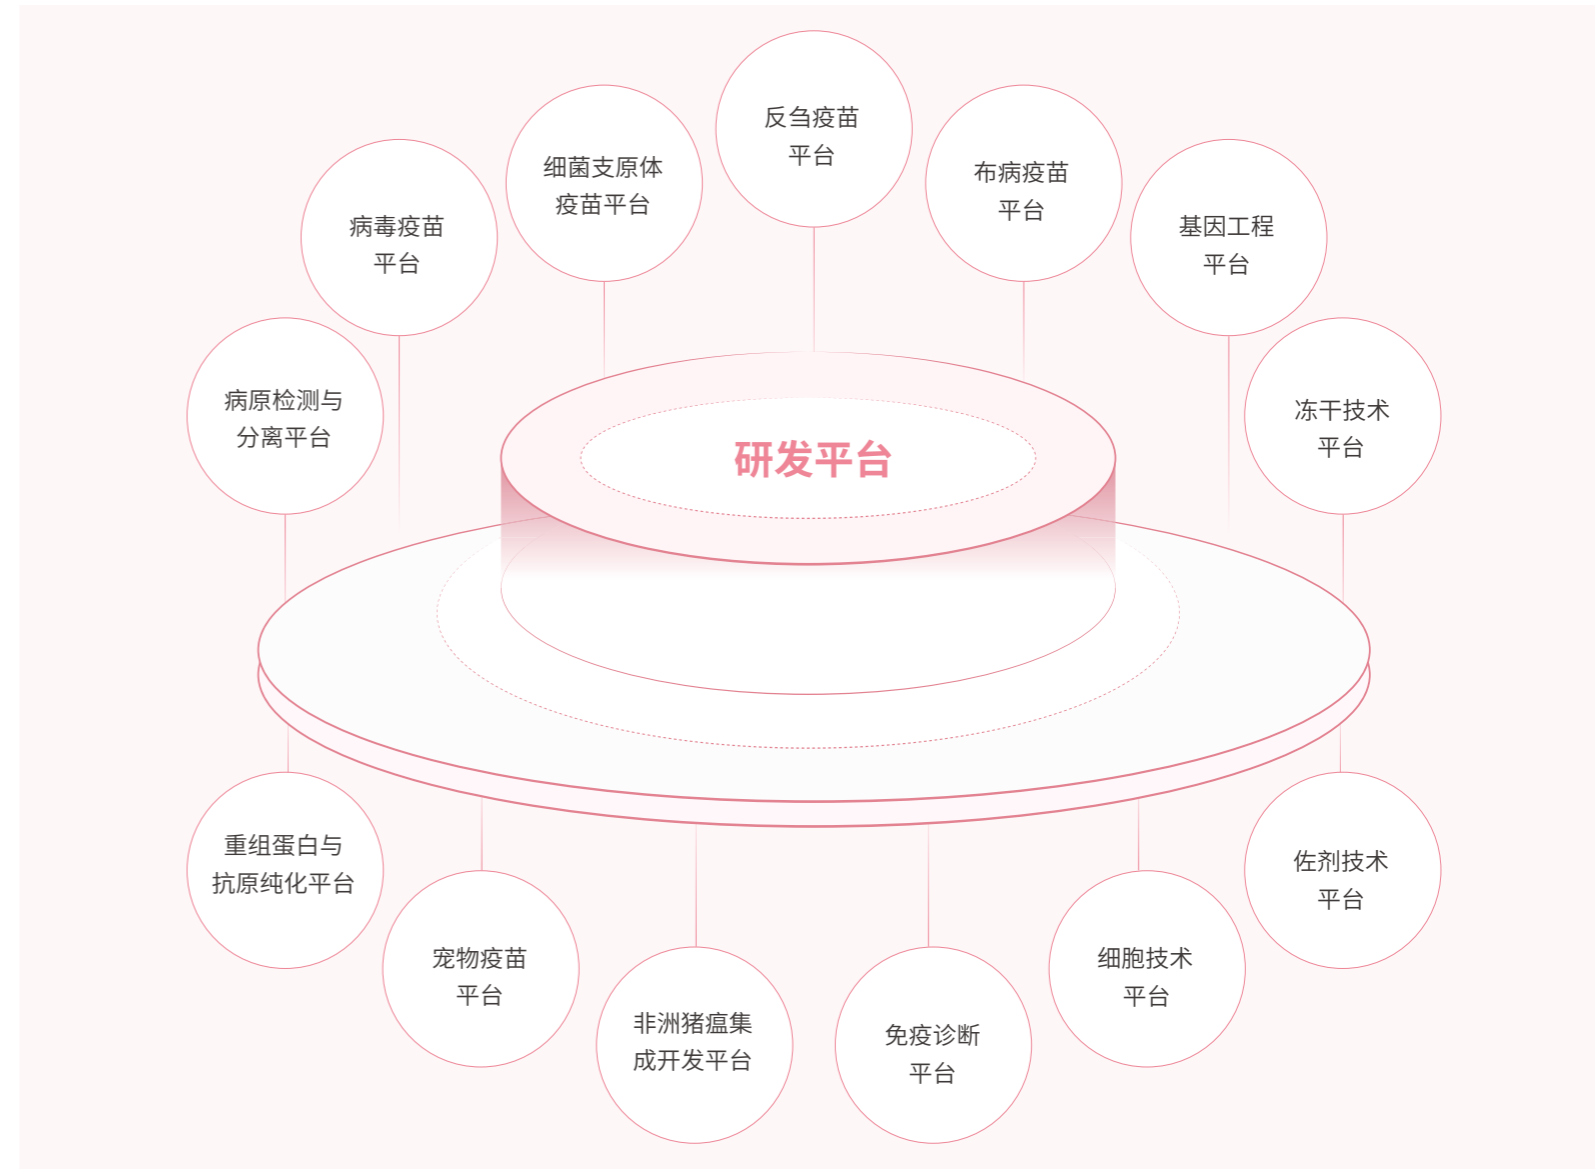 反刍疫苗
平台
细菌支原体
疫苗平台
布病疫苗
平台
病毒疫苗
平台
基因工程
平台
病原检测与
分离平台
冻干技术
平台
研发平台
重组蛋白与
抗原纯化平台
佐剂技术
平台
宠物疫苗
平台
细胞技术
平台
非洲猪瘟集
成开发平台
免疫诊断
平台